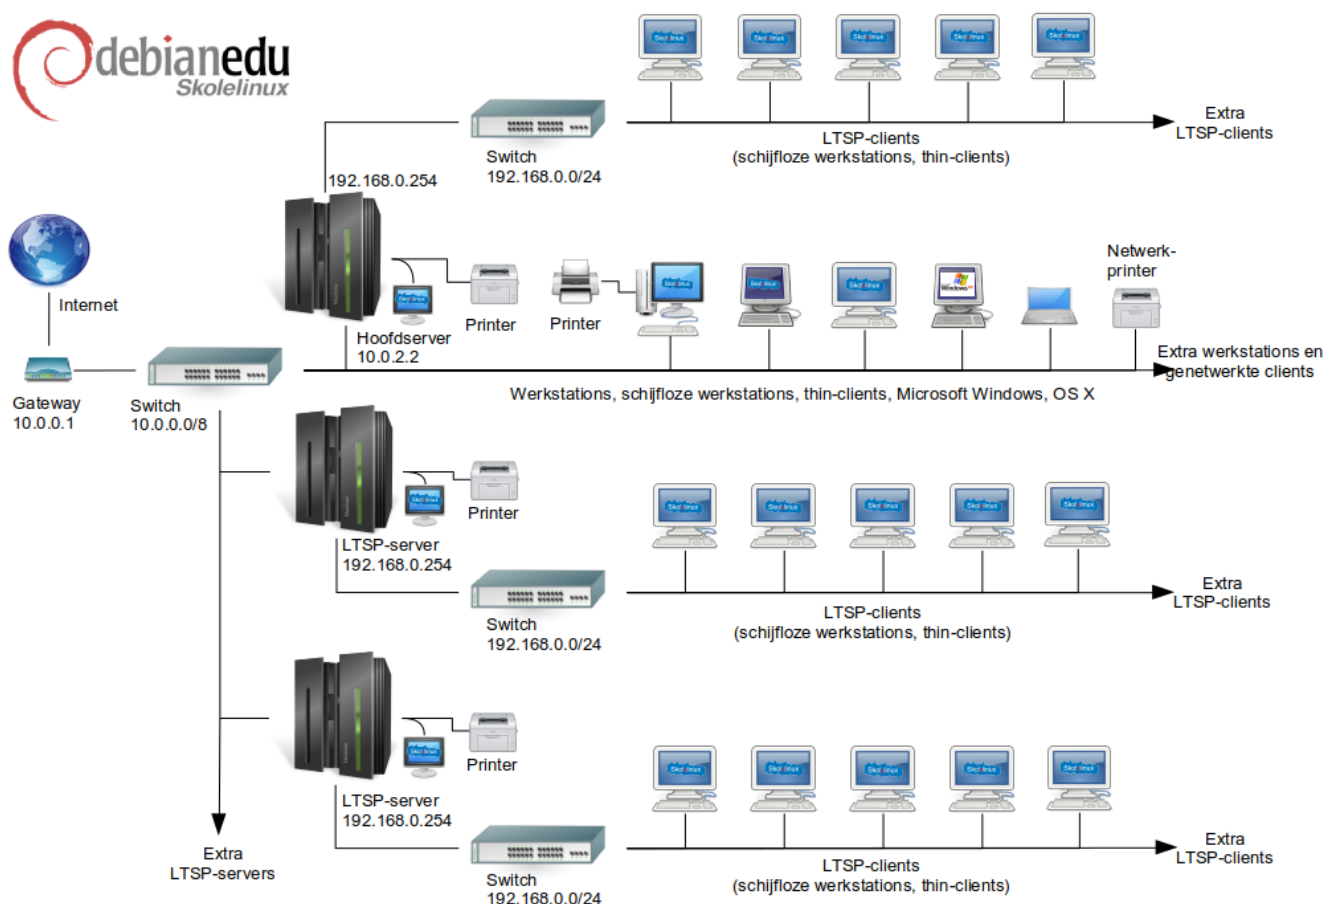 debianedu
Skolelinux
Extra
LTSP-clients
LTSP-clients
(schijfloze werkstations, thin-clients)
Switch
192.168.0.0/24
192.168.0.254
Internet
Hoofdserver
10.0.2.2
Printer
Printer
Netwerk-
printer
Windows
Extra werkstations en
genetwerkte clients
Werkstations, schijfloze werkstations, thin-clients, Microsoft Windows, OS X
Gateway
10.0.0.1
Switch
10.0.0.0/8
Printer
LTSP-server
192.168.0.254
Switch
192.168.0.0/24
LTSP-clients
(schijfloze werkstations, thin-clients)
Extra
LTSP-clients
Printer
LTSP-server
192.168.0.254
Extra
LTSP-servers
Switch
192.168.0.0/24
LTSP-clients
(schijfloze werkstations, thin-clients)
Extra
LTSP-clients